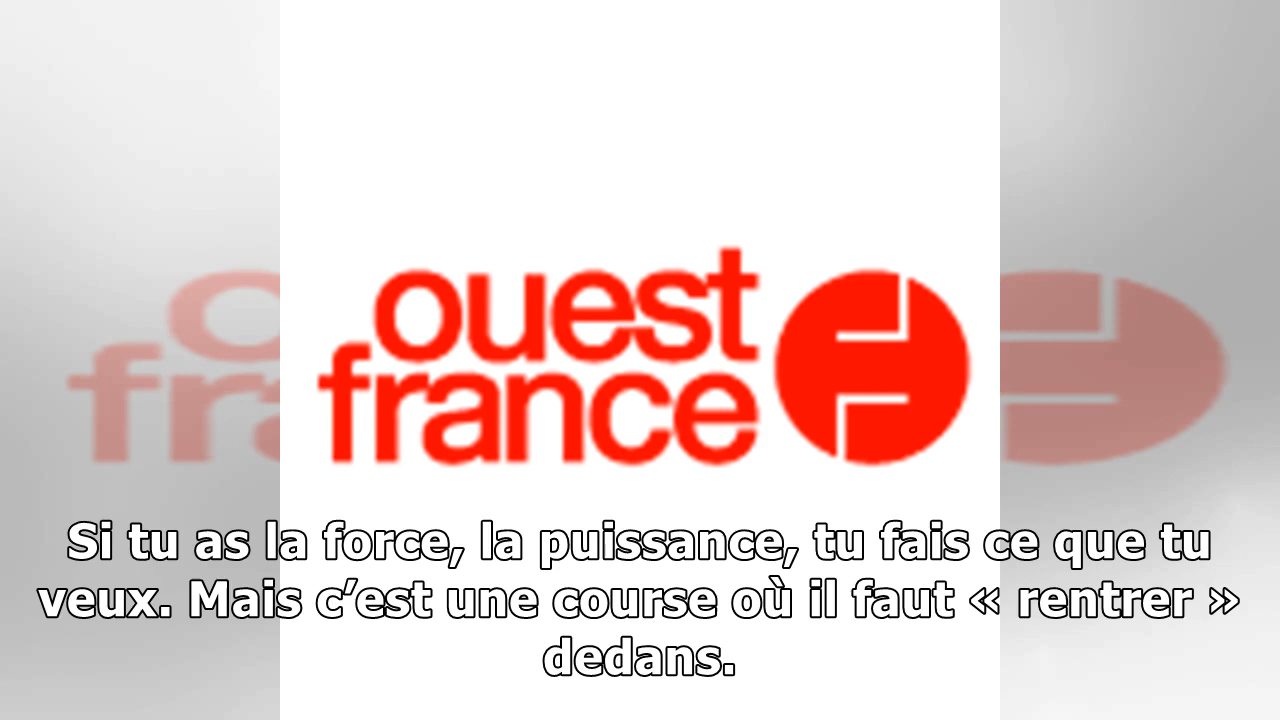 ouest
france
Si tu as la force, la puissance, tu fais ce que tu
veux. Mais c’est une course où il faut « rentrer »
dedans.